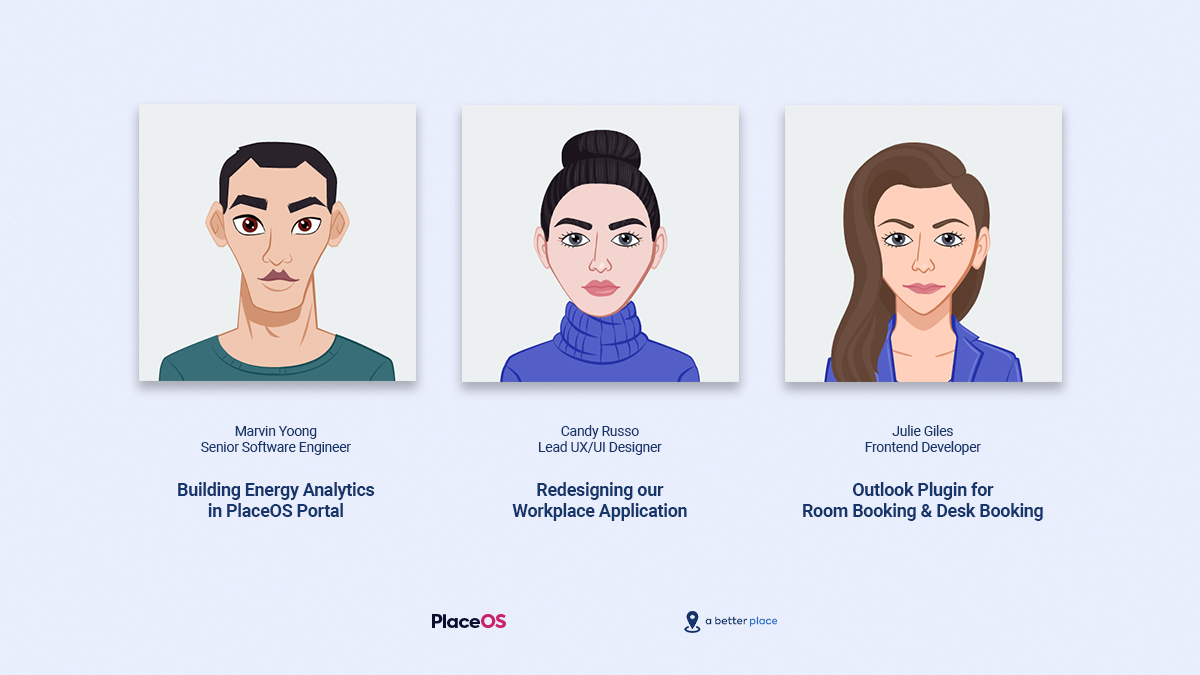 Marvin Yoong
Senior Software Engineer
Building Energy Analytics
in PlaceOS Portal
Candy Russo
Lead UX/UI Designer
Redesigning our
Workplace Application
Julie Giles
Frontend Developer
Outlook Plugin for
Room Booking & Desk Booking
PlaceOS
a better place